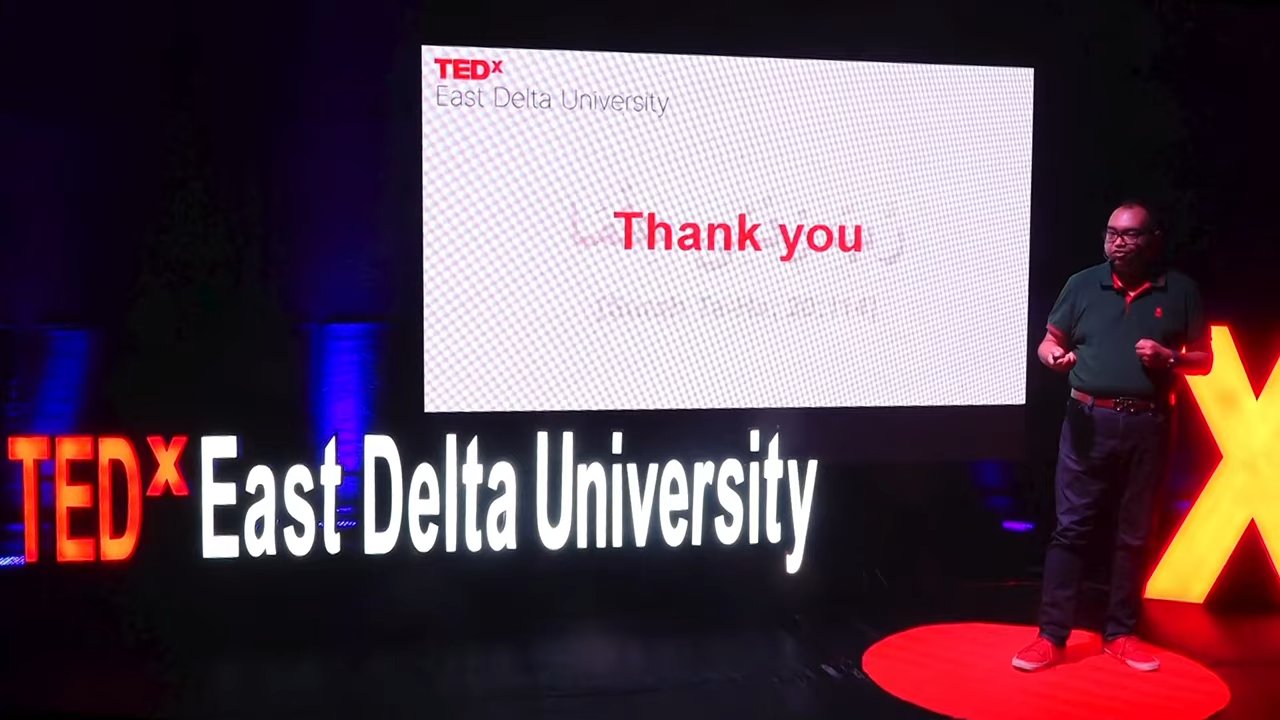 TEDx
East Delta University
Thank you
TEDx East Delta University
X